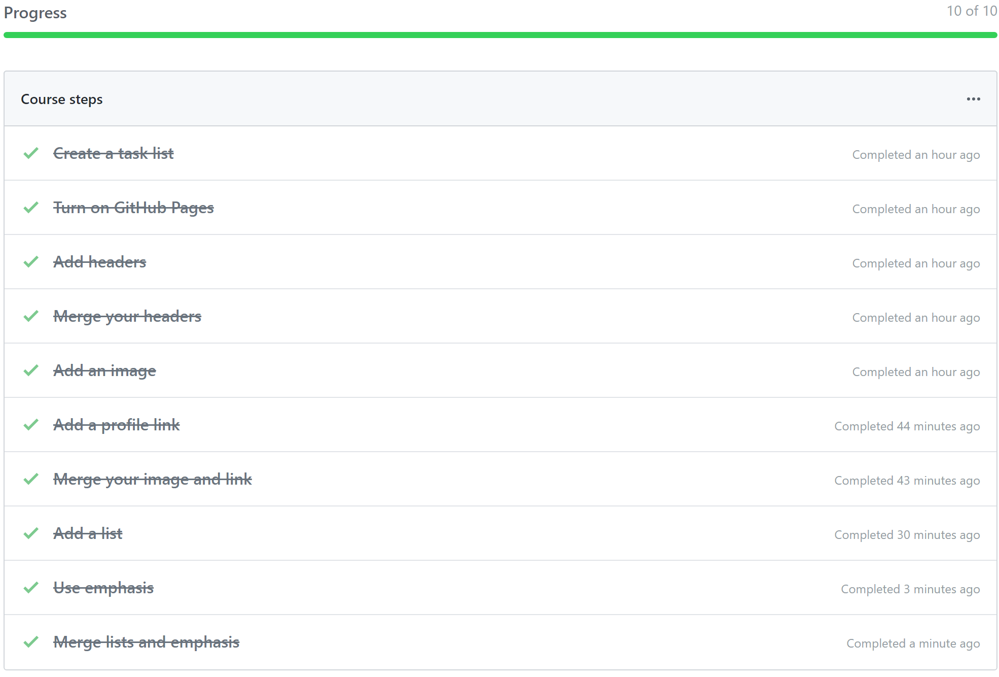 Progress
10 of 10
Course steps
Create a task list
Completed an hour ago
Turn on GitHub Pages
Completed an hour ago
Add headers
Completed an hour ago
Merge your headers
Completed an hour ago
Add an image
Completed an hour ago
Add a profile link
Completed 44 minutes ago
Merge your image and link
Completed 43 minutes ago
Add a list
Completed 30 minutes ago
Use emphasis
Completed 3 minutes ago
Merge lists and emphasis
Completed a minute ago